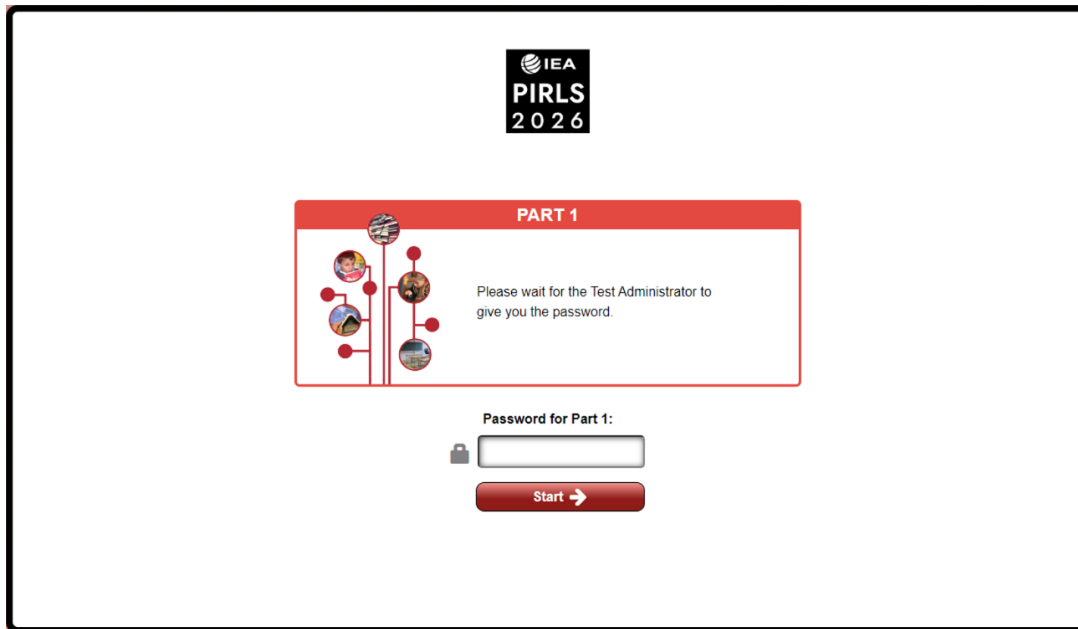 IEA
PIRLS
2026
PART 1
Please wait for the Test Administrator to
give you the password.
Password for Part 1:
Start